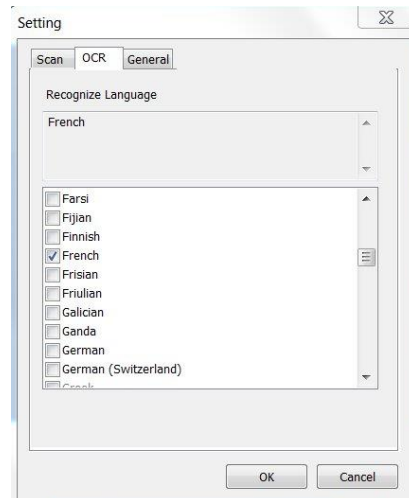 Setting
Scan OCR General
Recognize Language
French
Farsi
Fijian
Finnish
French
Frisian
Friulian
Galician
Ganda
German
German (Switzerland)
OK Cancel